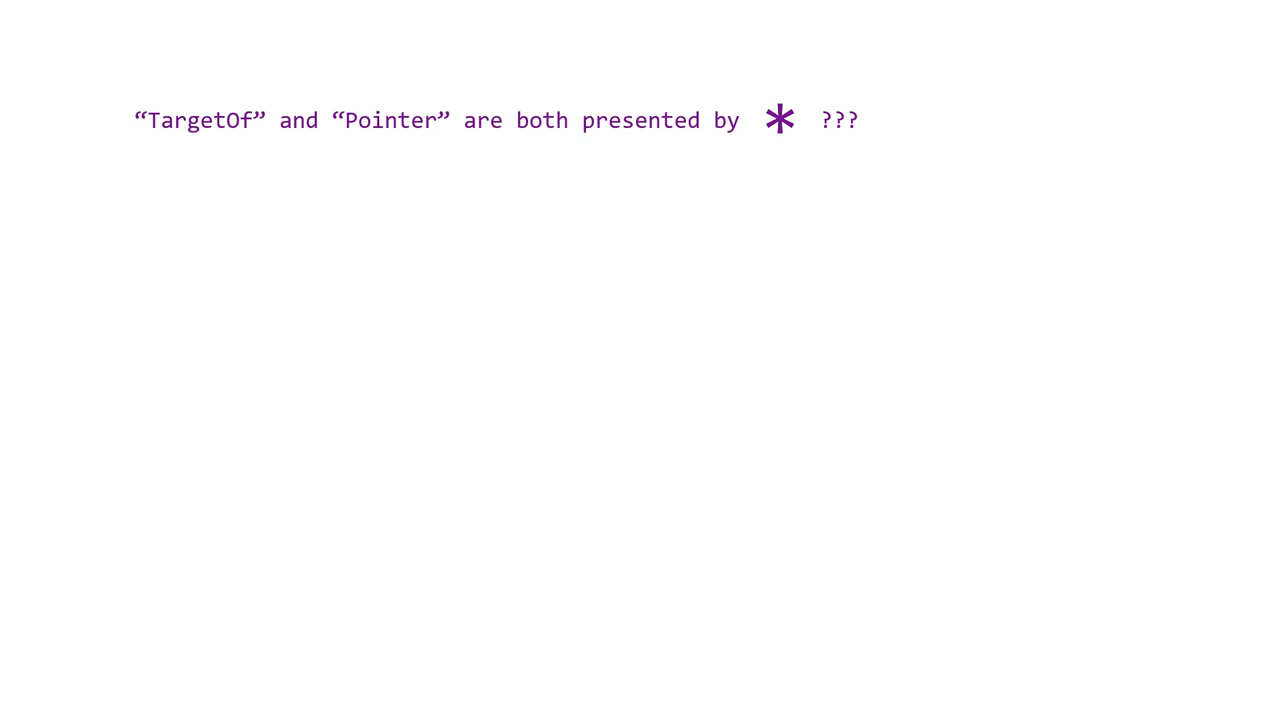 “TargetOf” and “Pointer” are both presented by * ???